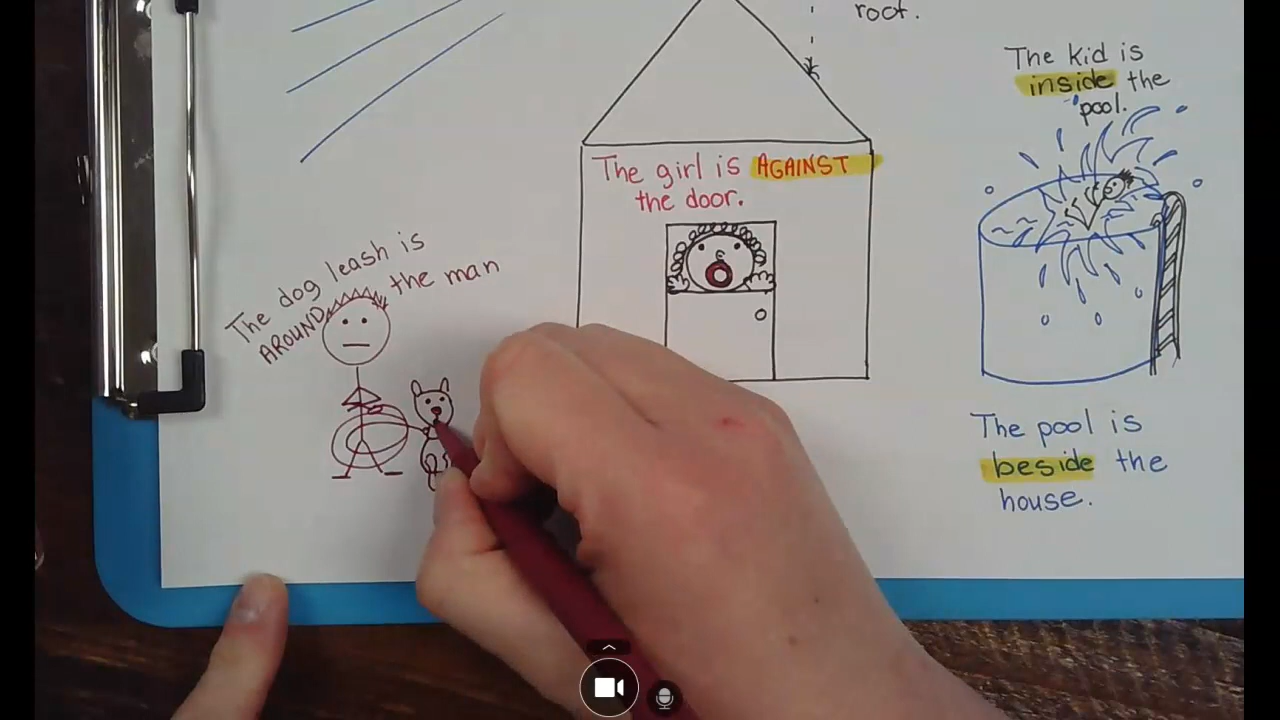 roof.
The kid is
inside the
pool.
The girl is AGAINST
the door.
The dog leash is
AROUND the man
The pool is
beside the
house.